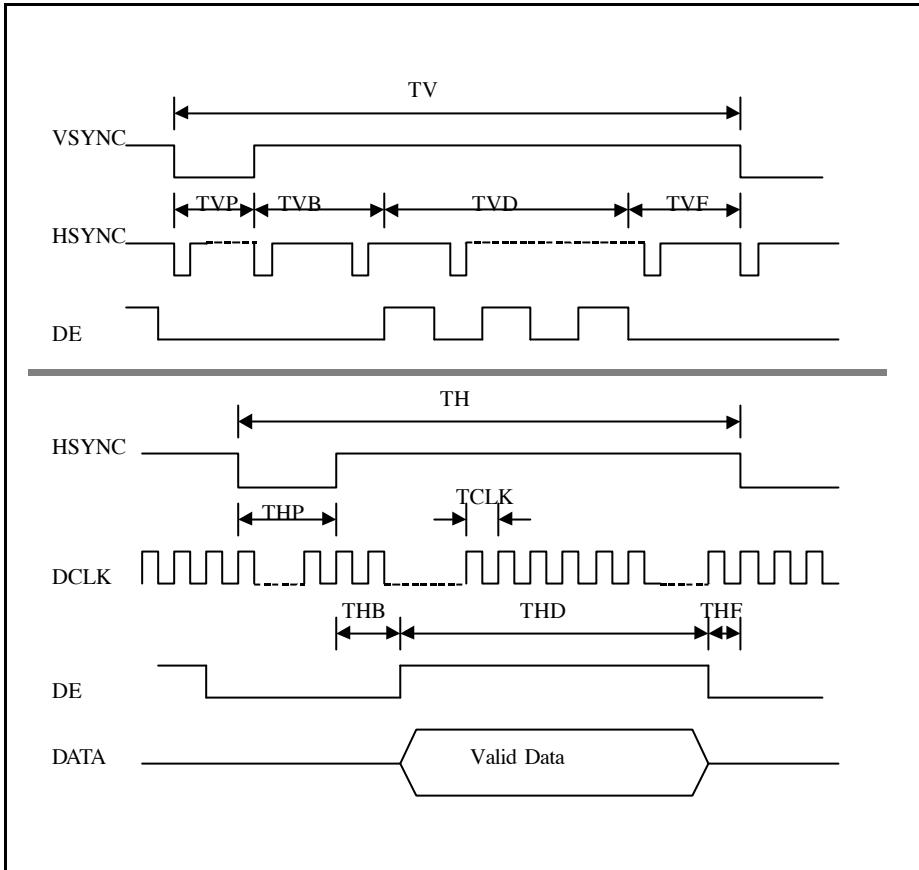 TV
VSYNC
TVP TVB TVD TVF
HSYNC
DE
TH
HSYNC
TCLK
THP
DCLK
THB THD THF
DE
DATA Valid Data